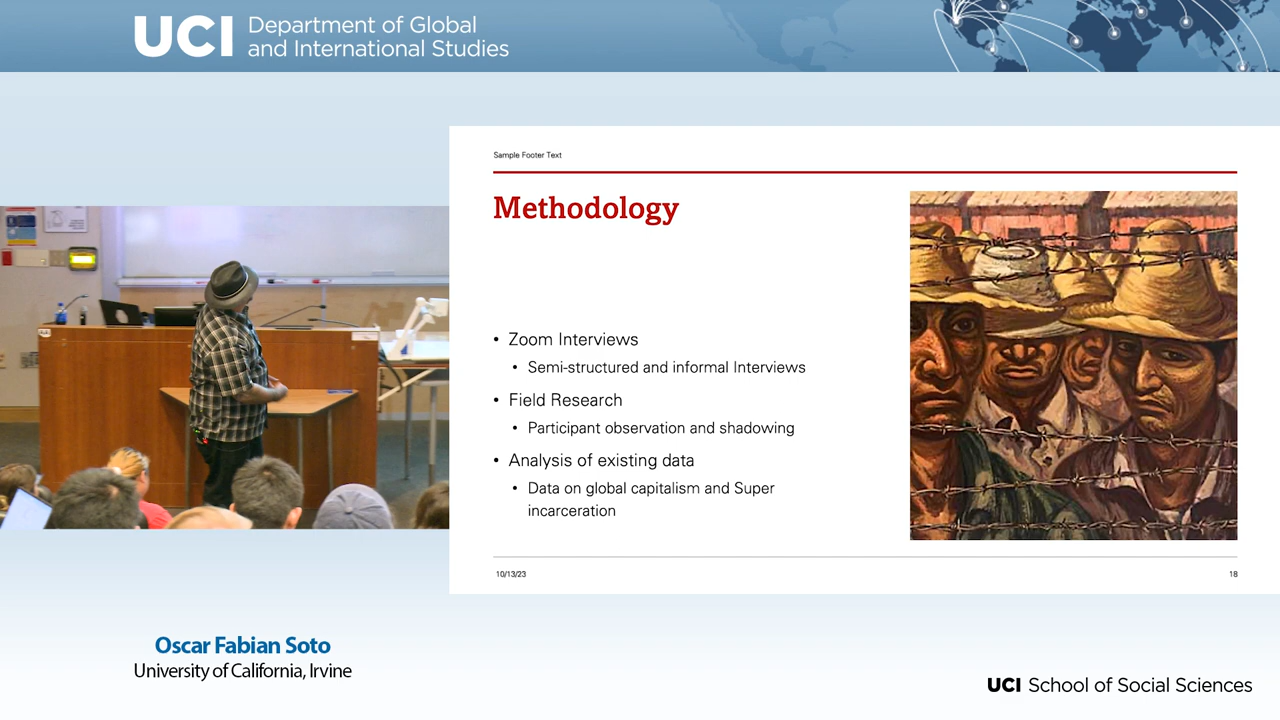 UCI Department of Global
and International Studies
Sample Footer Text
Methodology
• Zoom Interviews
• Semi-structured and informal Interviews
• Field Research
• Participant observation and shadowing
• Analysis of existing data
• Data on global capitalism and Super
incarceration
10/13/23
18
Oscar Fabian Soto
University of California, Irvine
UCI School of Social Sciences